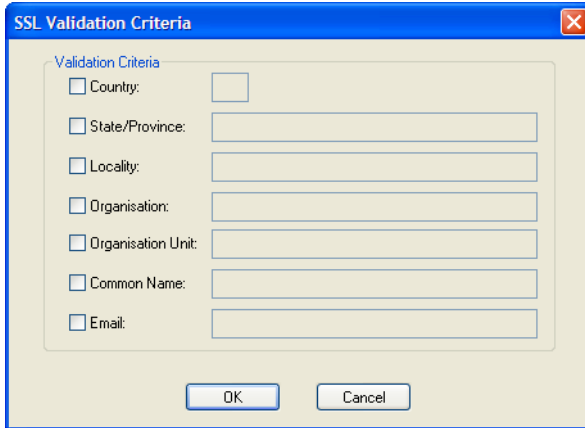 SSL Validation Criteria
Validation Criteria
Country:
State/Province:
Locality:
Organisation:
Organisation Unit:
Common Name:
Email:
OK Cancel